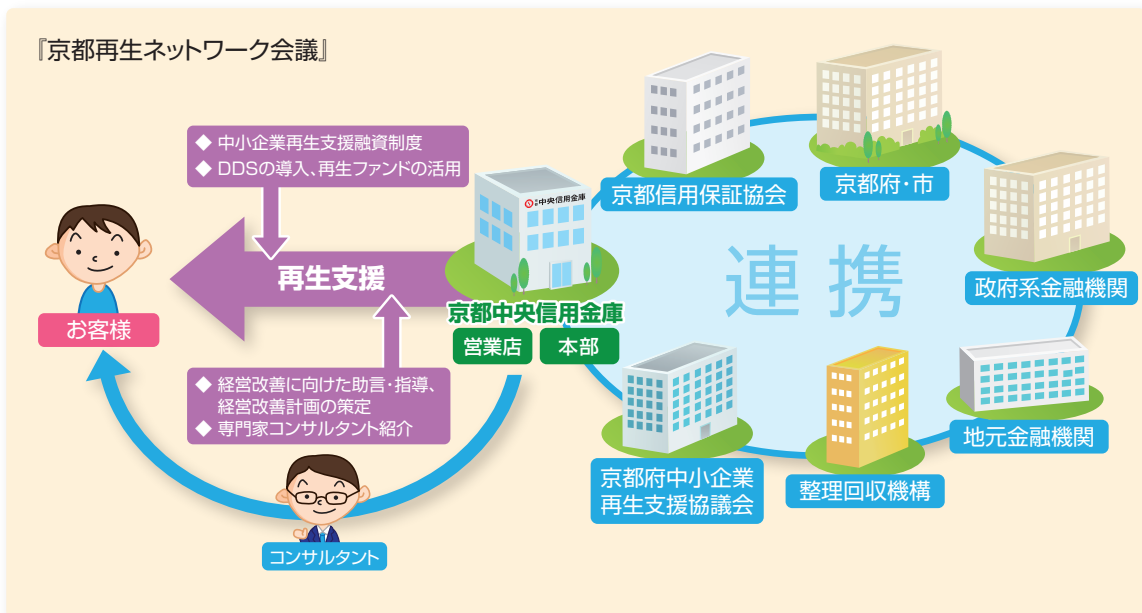 『京都再生ネットワーク会議』
◆ 中小企業再生支援融資制度
◆ DDSの導入、再生ファンドの活用
再生支援
お客様
◆ 経営改善に向けた助言・指導、
経営改善計画の策定
◆ 専門家コンサルタント紹介
コンサルタント
中央信用金庫
京都中央信用金庫
営業店
本部
連携
京都信用保証協会
京都府・市
政府系金融機関
地元金融機関
整理回収機構
京都府中小企業
再生支援協議会